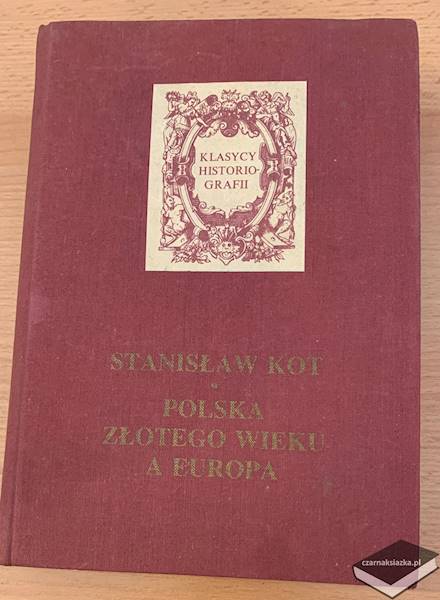 KLASYCY
HISTORIO-
GRAFII
STANISŁAW KOT
POLSKA
ZŁOTEGO WIEKU
A EUROPA
czarnaksiazka.pl